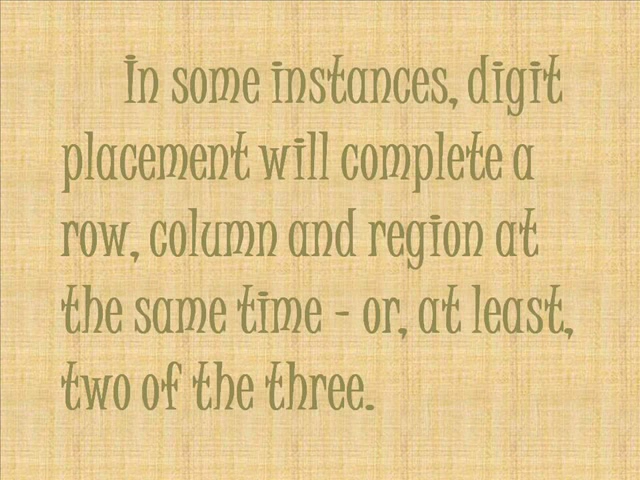 In some instances, digit
placement will complete a
row, column and region at
the same time - or, at least,
two of the three.